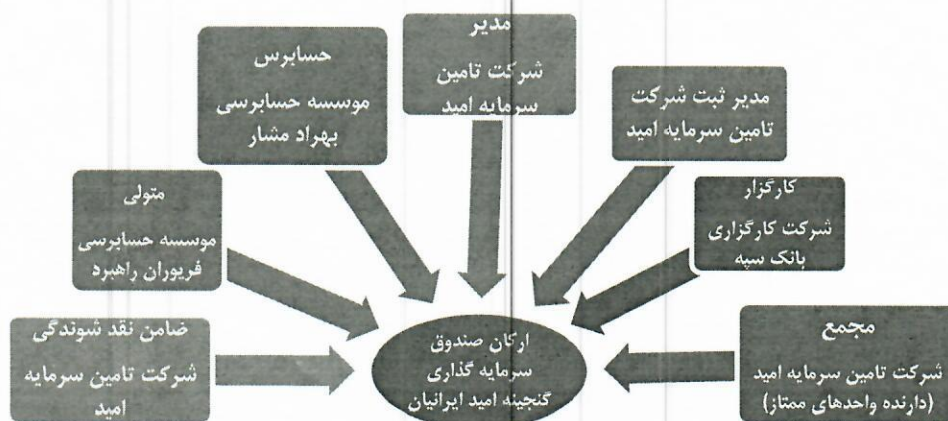 مدیر
شرکت تامین
سرمایه امید
حسابرس
موسسه حسابرسی
بهراد مشار
مدیر ثبت شرکت
تامین سرمایه امید
متولی
موسسه حسابرسی
فریوران راهبرد
کارگزار
شرکت کارگزاری
بانک سپه
ضامن نقد شوندگی
شرکت تامین سرمایه
امید
ارکان صندوق
سرمایه گذاری
گنجینه امید ایرانیان
مجمع
شرکت تامین سرمایه امید
(دارنده واحدهای ممتاز)